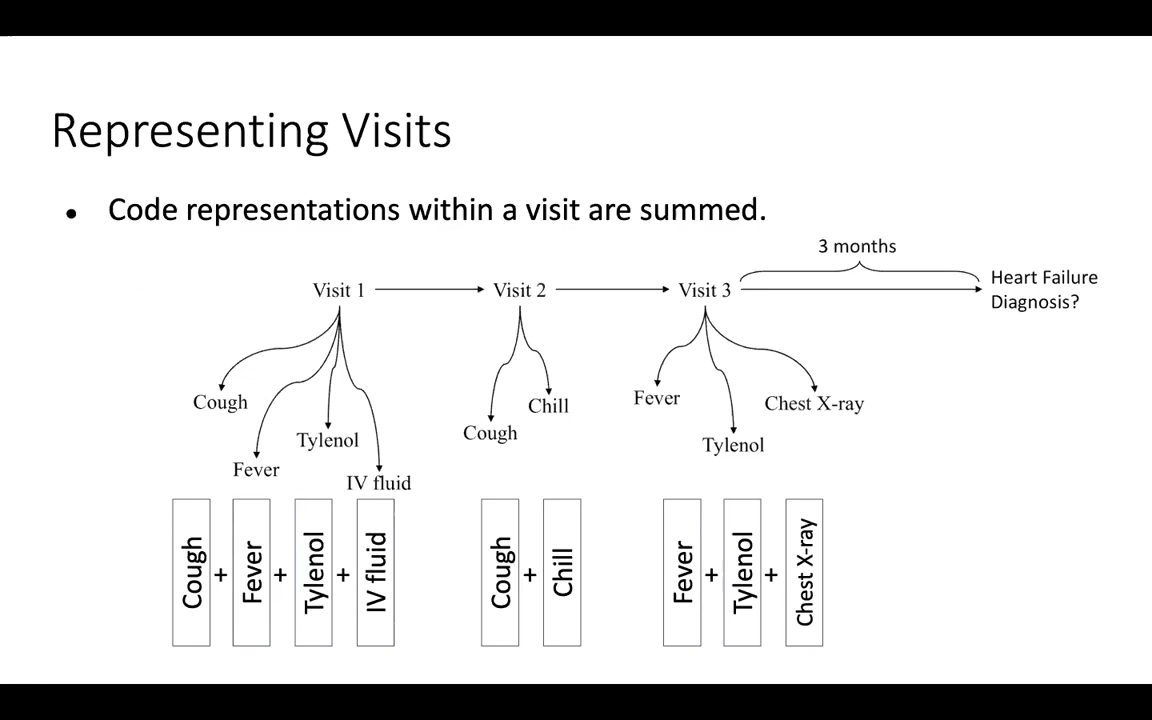 Representing Visits
• Code representations within a visit are summed.
3 months
Visit 1
Visit 2
Visit 3
Heart Failure
Diagnosis?
Cough
Fever
Tylenol
IV fluid
Cough
Chill
Fever
Tylenol
Chest X-ray
Cough + Fever + Tylenol + IV fluid
Cough + Chill
Fever + Tylenol + Chest X-ray